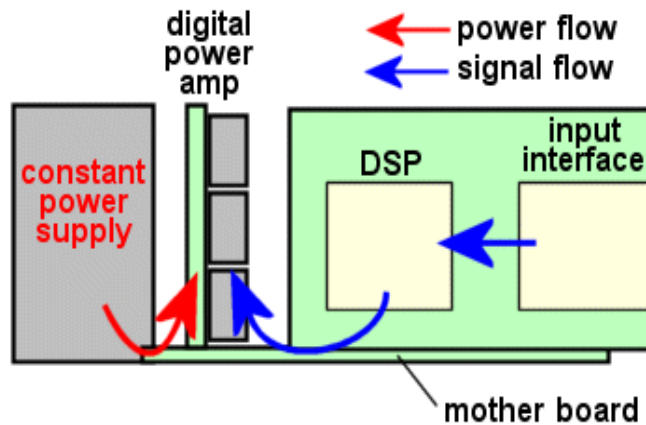 digital
power
amp
power flow
signal flow
constant
power
supply
DSP
input
interface
mother board